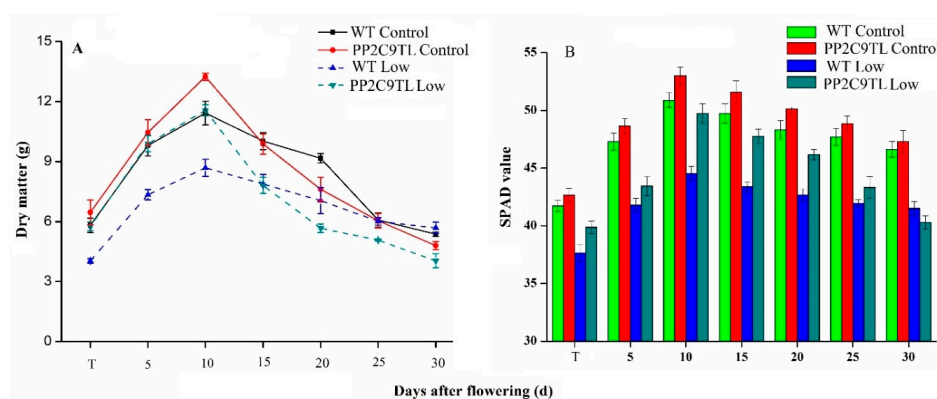 A
WT Control
PP2C9TL Control
WT Low
PP2C9TL Low
15
12
9
6
3
0
Dry matter (g)
T 5 10 15 20 25 30
B
WT Control
PP2C9TL Control
WT Low
PP2C9TL Low
55
50
45
40
35
30
SPAD value
T 5 10 15 20 25 30
Days after flowering (d)